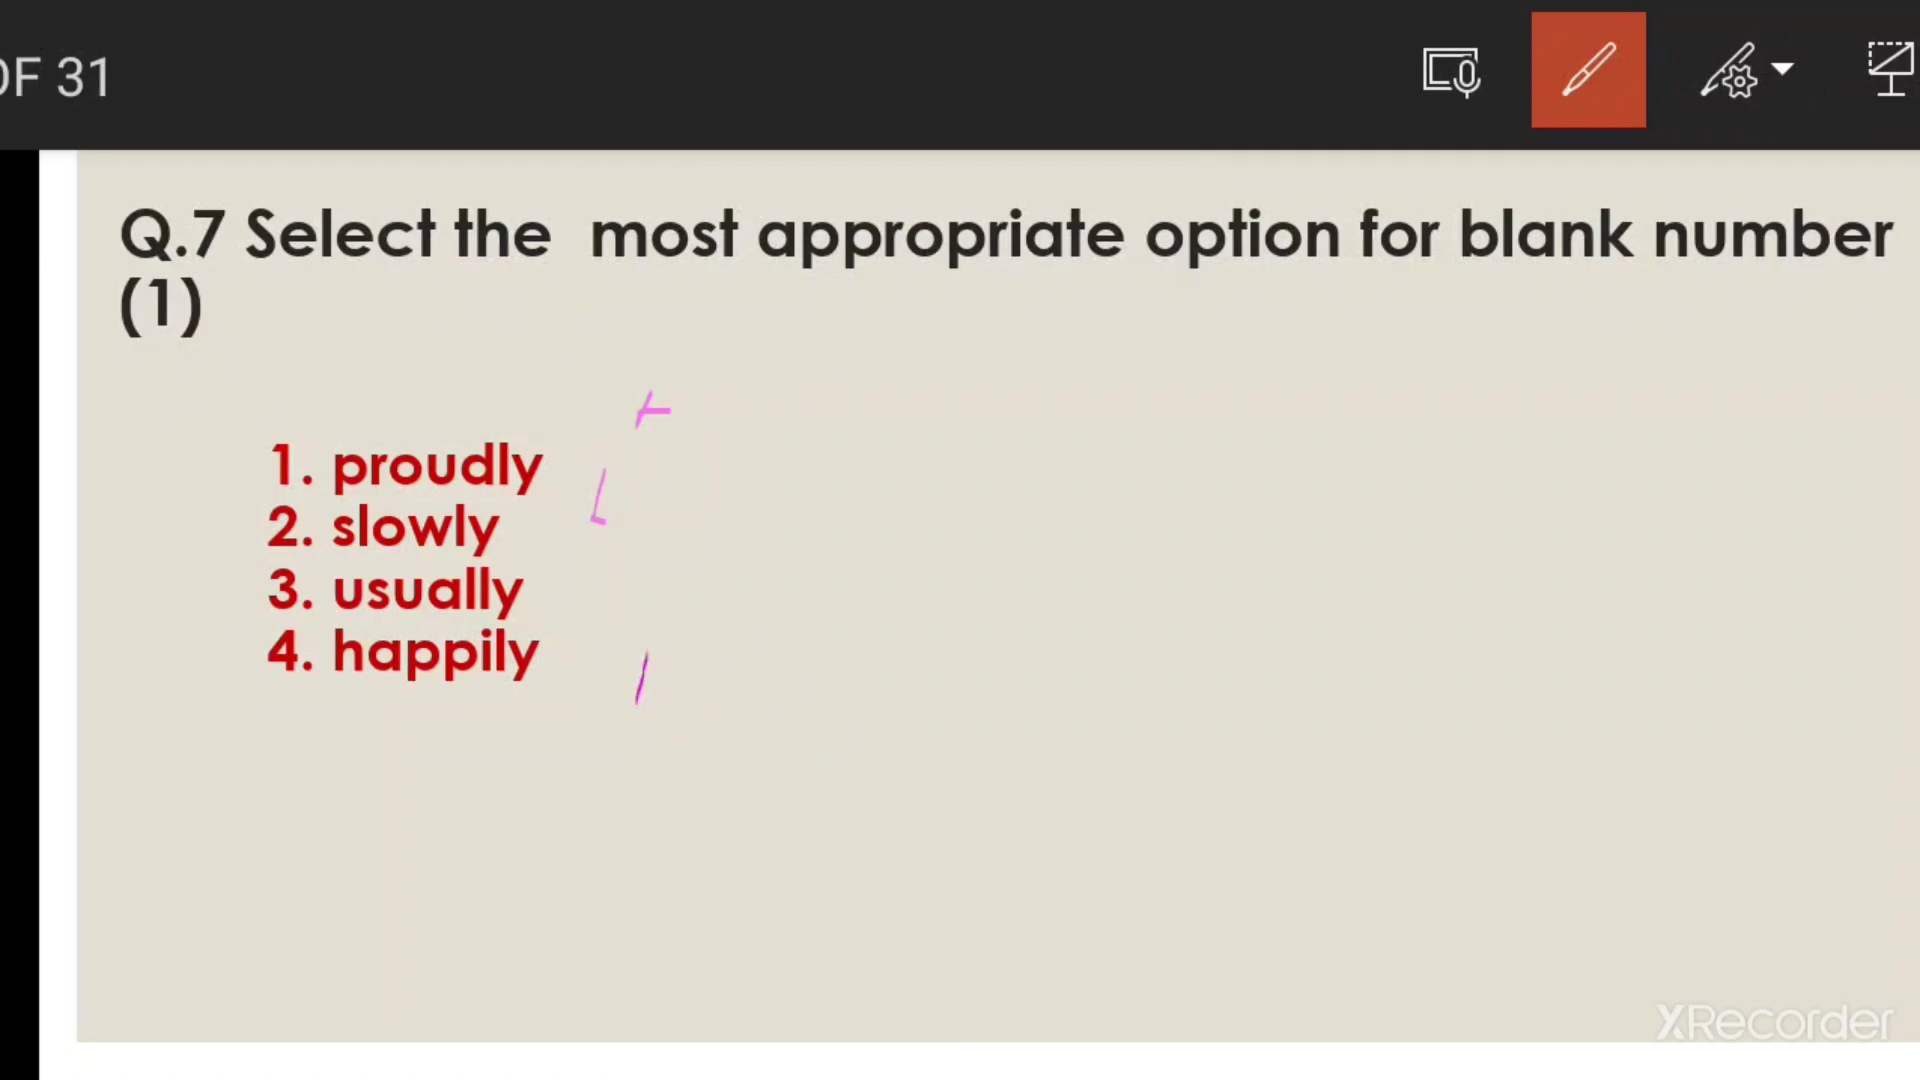 OF 31
Q.7 Select the most appropriate option for blank number
(1)
1. proudly
2. slowly
3. usually
4. happily
XRecorder